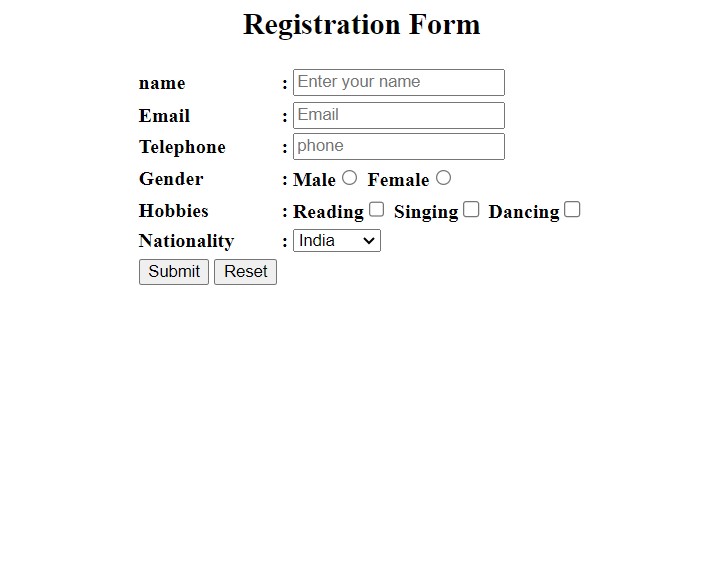 Registration Form
name : Enter your name
Email : Email
Telephone : phone
Gender : Male Female
Hobbies : Reading Singing Dancing
Nationality : India
Submit Reset